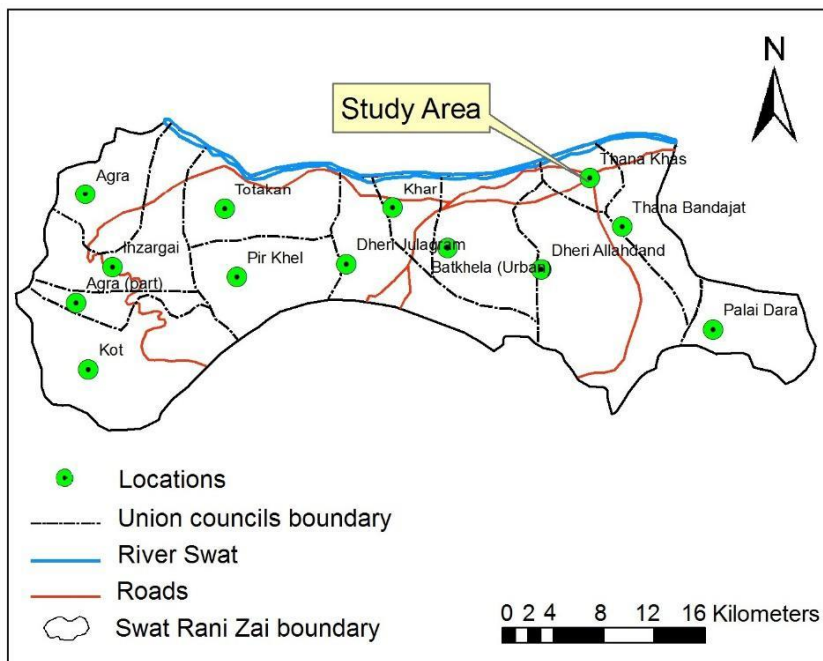 N
Study Area
Thana Khas
Agra
Totakan
Khar
Thana Bandajat
Inzargai
Pir Khel
Dheri Julagram
Batkhela (Urban)
Dheri Allahdand
Agra (part)
Palai Dara
Kot
Locations
Union councils boundary
River Swat
Roads
Swat Rani Zai boundary
0 2 4 8 12 16 Kilometers